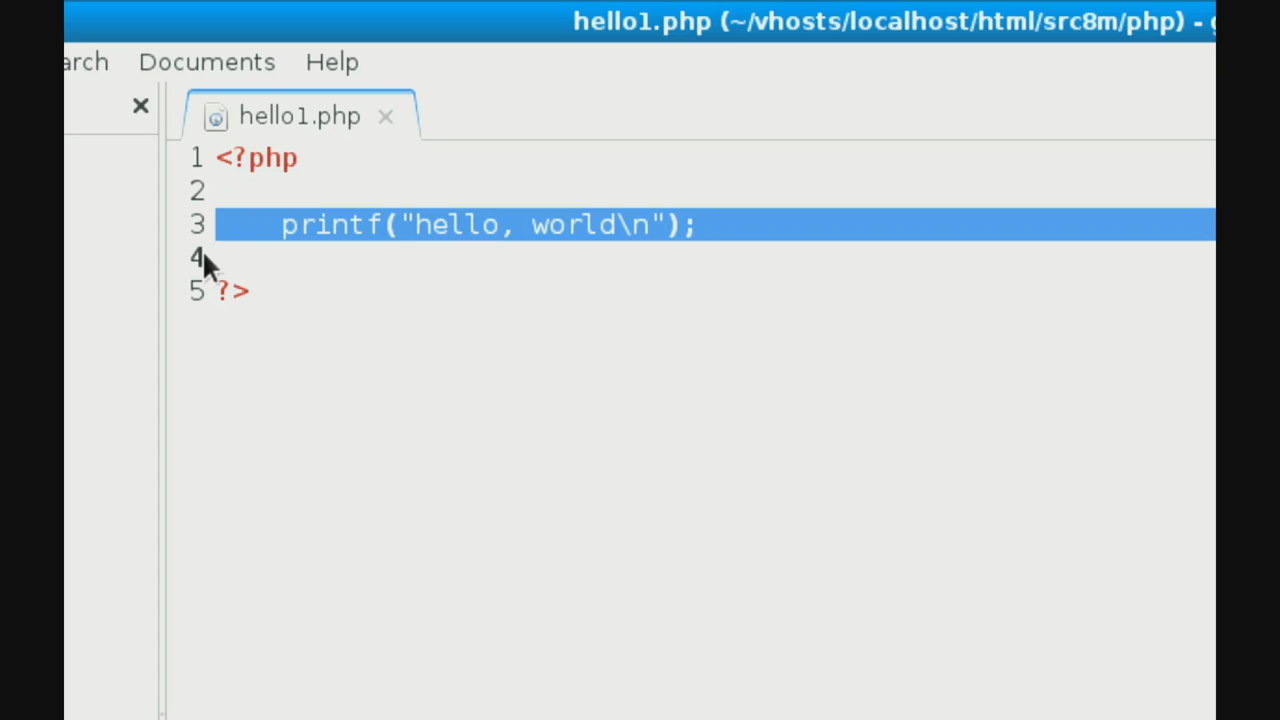 hello1.php (~/vhosts/localhost/html/src8m/php) -
arch Documents Help
hello1.php
1 <?php
2
3     printf("hello, world\n");
4
5 ?>